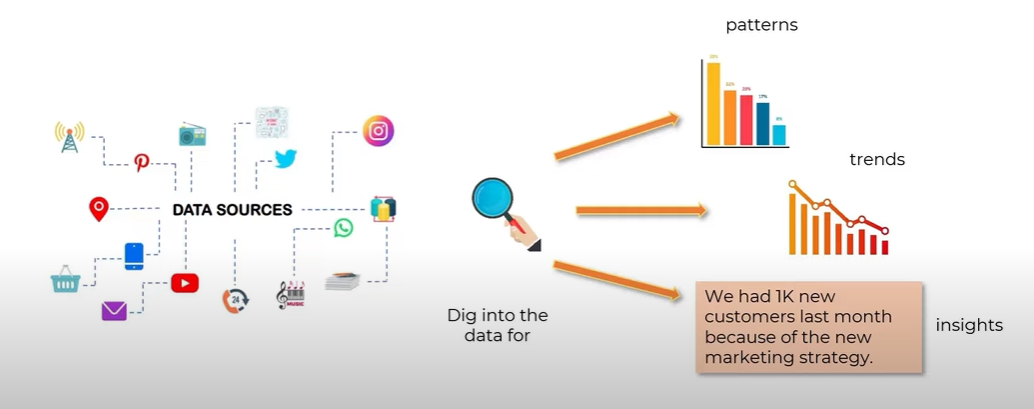 patterns
trends
DATA SOURCES
24
MUSIC
Dig into the
data for
We had 1K new
customers last month
because of the new
marketing strategy.
insights